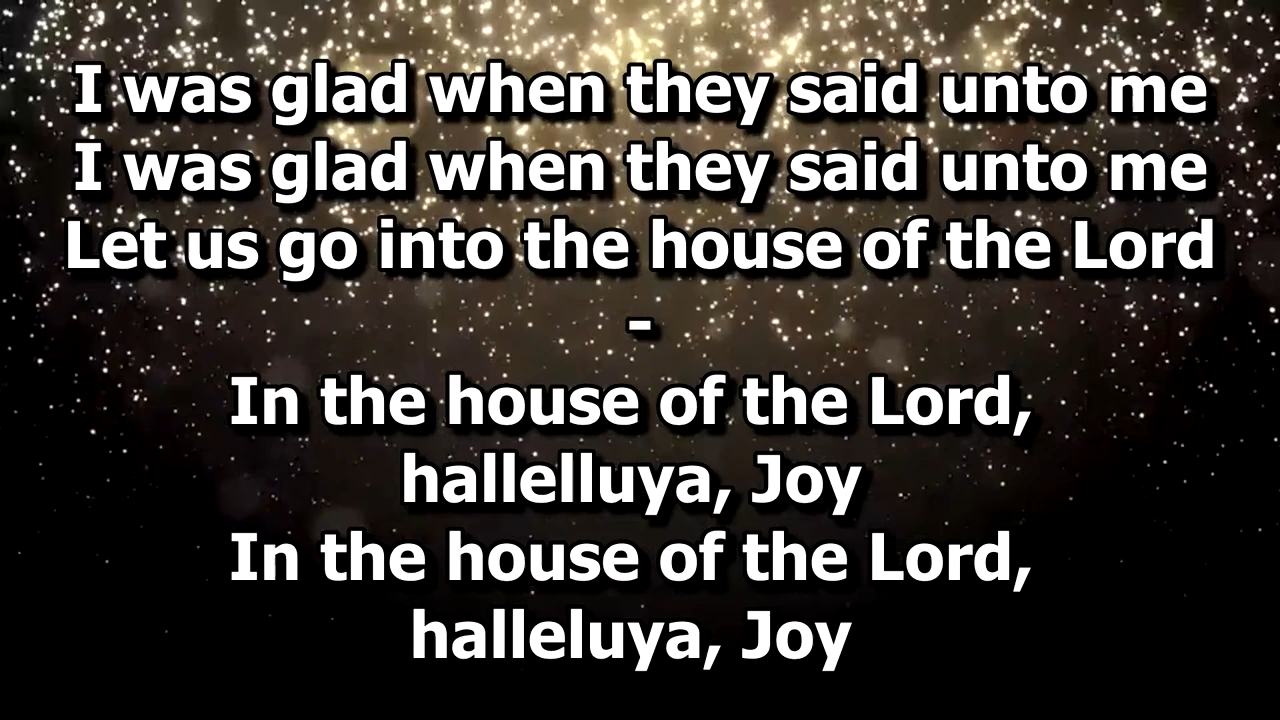 I was glad when they said unto me
I was glad when they said unto me
Let us go into the house of the Lord
-
In the house of the Lord,
hallelluya, Joy
In the house of the Lord,
halleluya, Joy